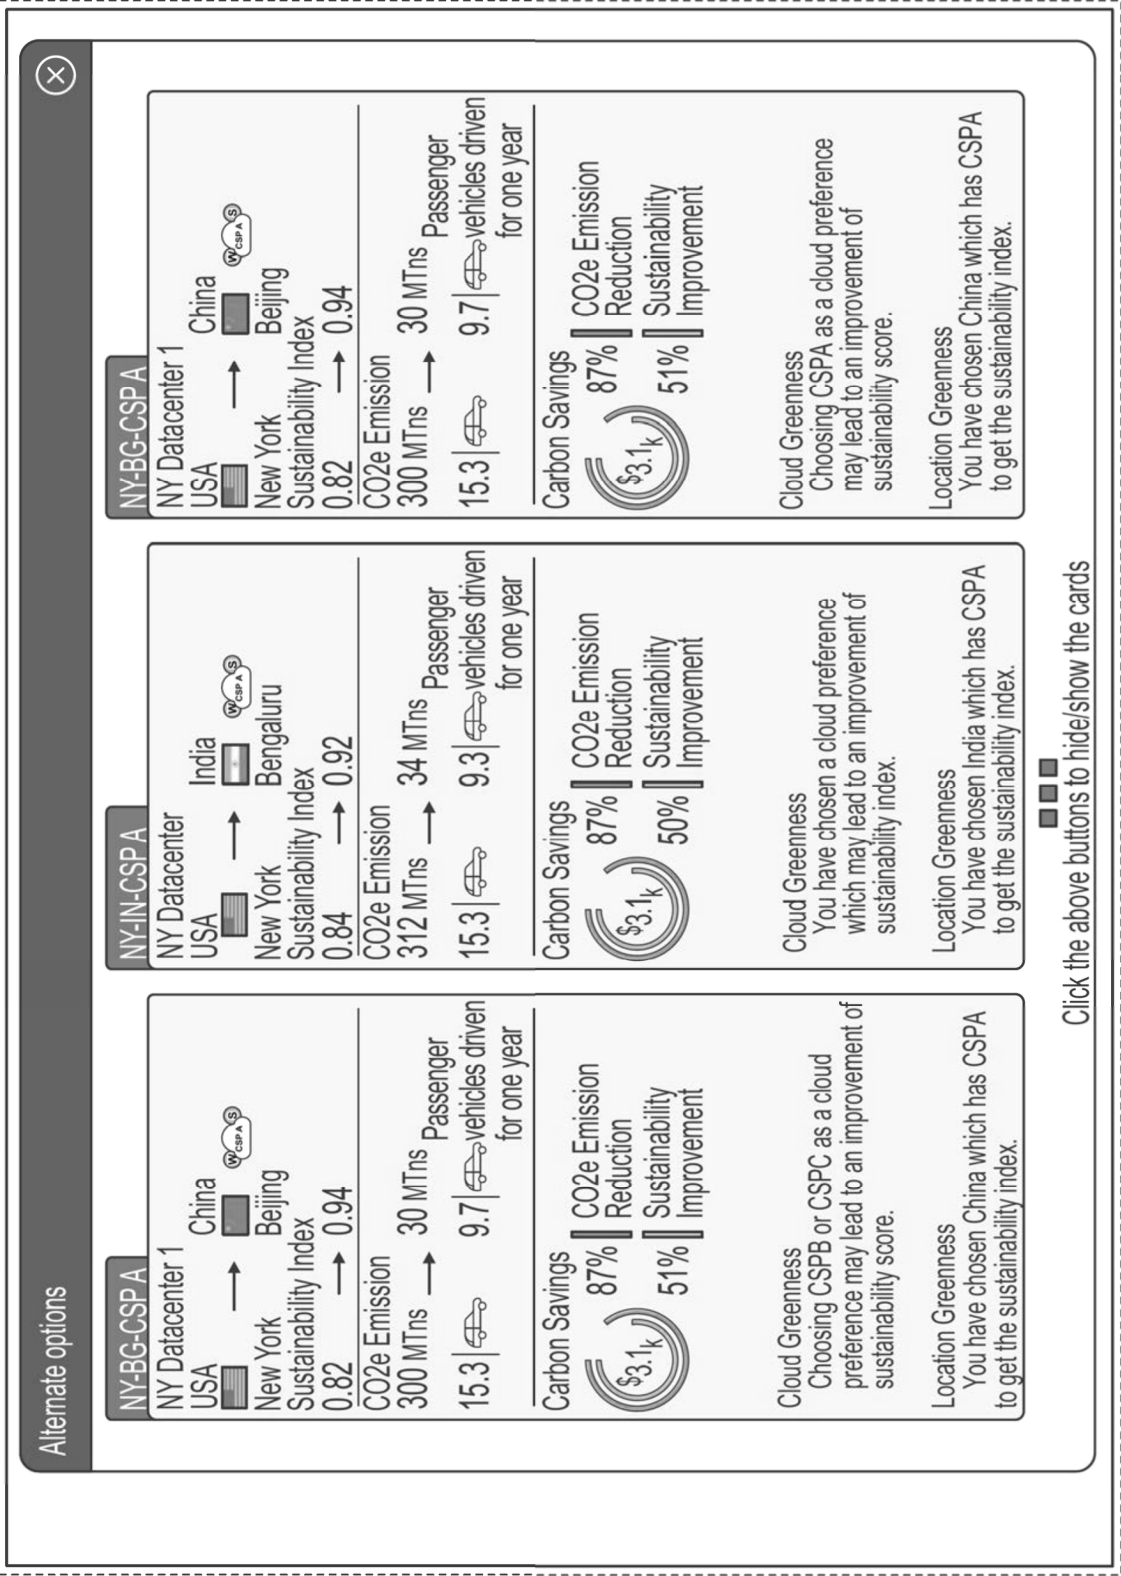 Alternate options
NY-BG-CSP A
NY Datacenter 1
USA
China
W CSP A S
New York
Beijing
Sustainability Index
0.82
0.94
CO2e Emission
300 MTns
30 MTns
15.3
9.7
Passenger
vehicles driven
for one year
Carbon Savings
$3.1k
87%
CO2e Emission
Reduction
51%
Sustainability
Improvement
Cloud Greenness
Choosing CSPB or CSPC as a cloud
preference may lead to an improvement of
sustainability score.
Location Greenness
You have chosen China which has CSPA
to get the sustainability index.
NY-IN-CSP A
NY Datacenter
USA
India
W CSP A S
New York
Bengaluru
Sustainability Index
0.84
0.92
CO2e Emission
312 MTns
34 MTns
15.3
9.3
Passenger
vehicles driven
for one year
Carbon Savings
$3.1k
87%
CO2e Emission
Reduction
50%
Sustainability
Improvement
Cloud Greenness
You have chosen a cloud preference
which may lead to an improvement of
sustainability index.
Location Greenness
You have chosen India which has CSPA
to get the sustainability index.
NY-BG-CSP A
NY Datacenter 1
USA
China
W CSP A S
New York
Beijing
Sustainability Index
0.82
0.94
CO2e Emission
300 MTns
30 MTns
15.3
9.7
Passenger
vehicles driven
for one year
Carbon Savings
$3.1k
87%
CO2e Emission
Reduction
51%
Sustainability
Improvement
Cloud Greenness
Choosing CSPA as a cloud preference
may lead to an improvement of
sustainability score.
Location Greenness
You have chosen China which has CSPA
to get the sustainability index.
Click the above buttons to hide/show the cards